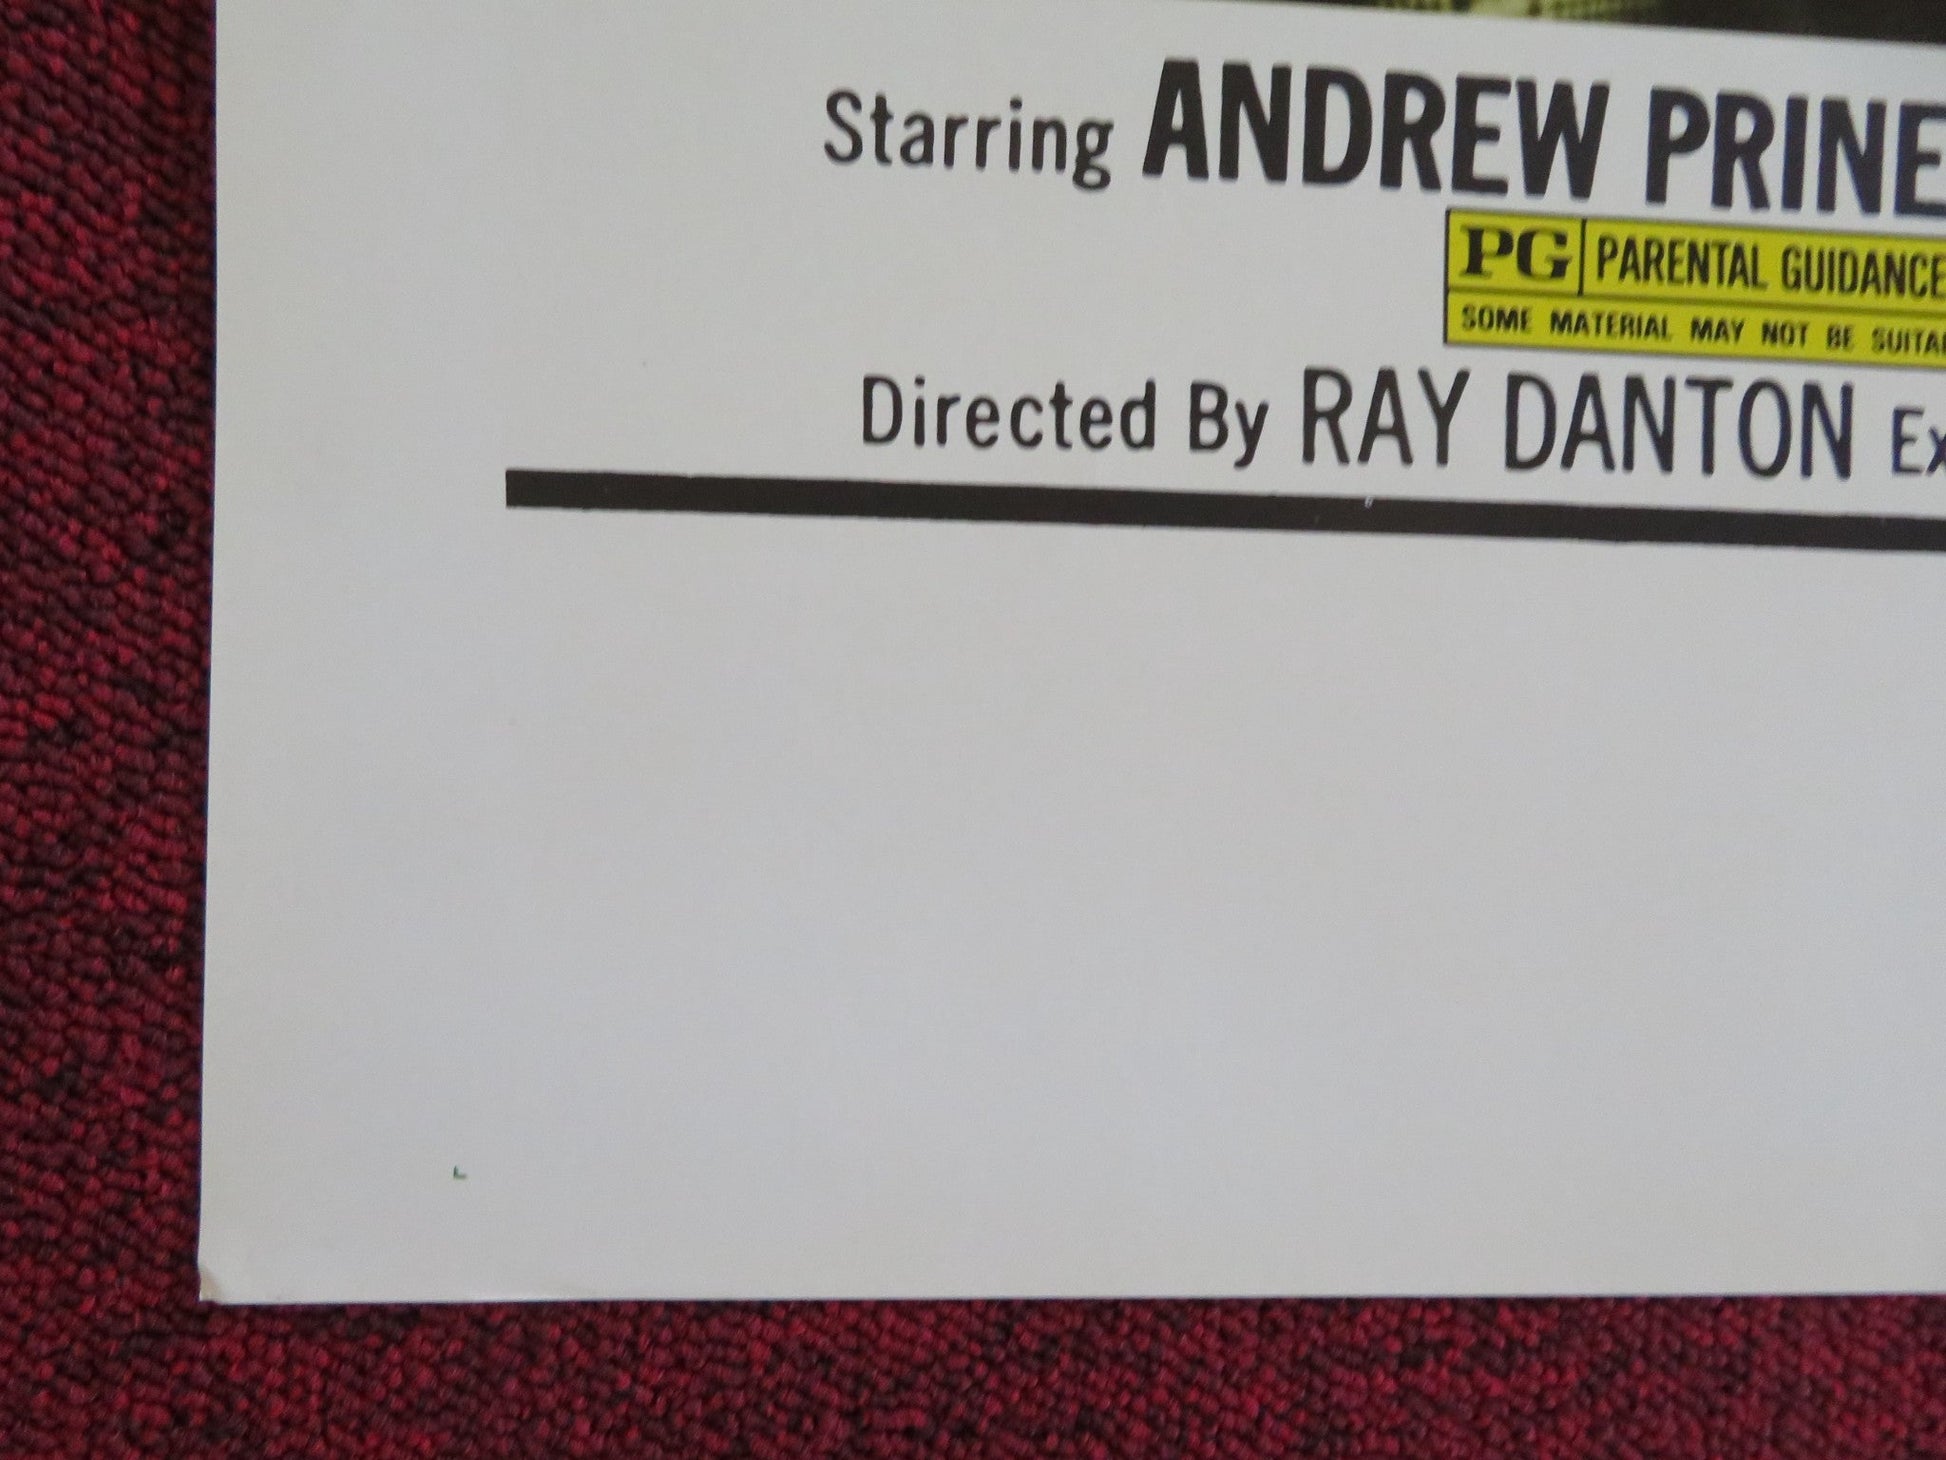 Starring ANDREW PRINE
PG PARENTAL GUIDANCE
SOME MATERIAL MAY NOT BE
Directed By RAY DANTON